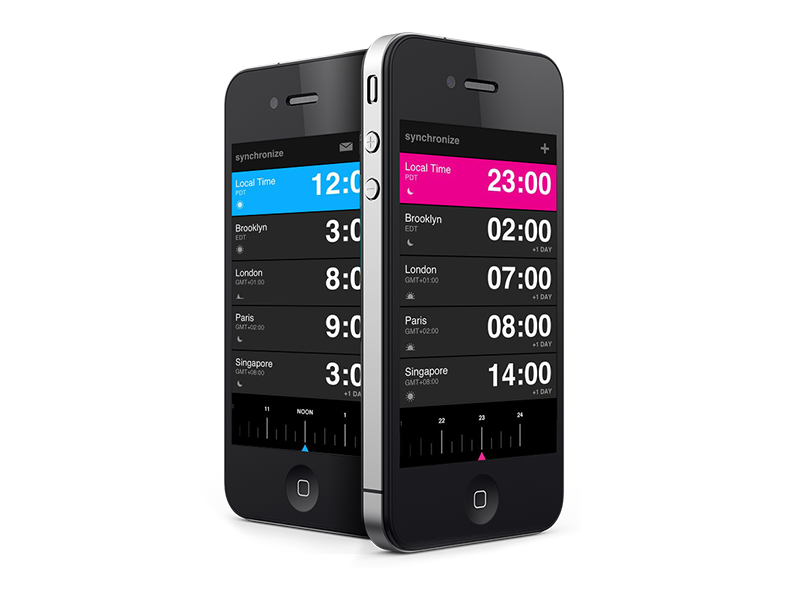 synchronize
Local Time
12:0
PDT
Brooklyn
3:0
EDT
London
8:0
GMT+01:00
Paris
9:0
GMT+02:00
Singapore
3:0
GMT+08:00
+1 DA
11
NOON
1
synchronize
+
Local Time
23:00
PDT
Brooklyn
02:00
EDT
+1 DAY
London
07:00
GMT+01:00
+1 DAY
Paris
08:00
GMT+02:00
+1 DAY
Singapore
14:00
GMT+08:00
+1 DAY
22
23
24